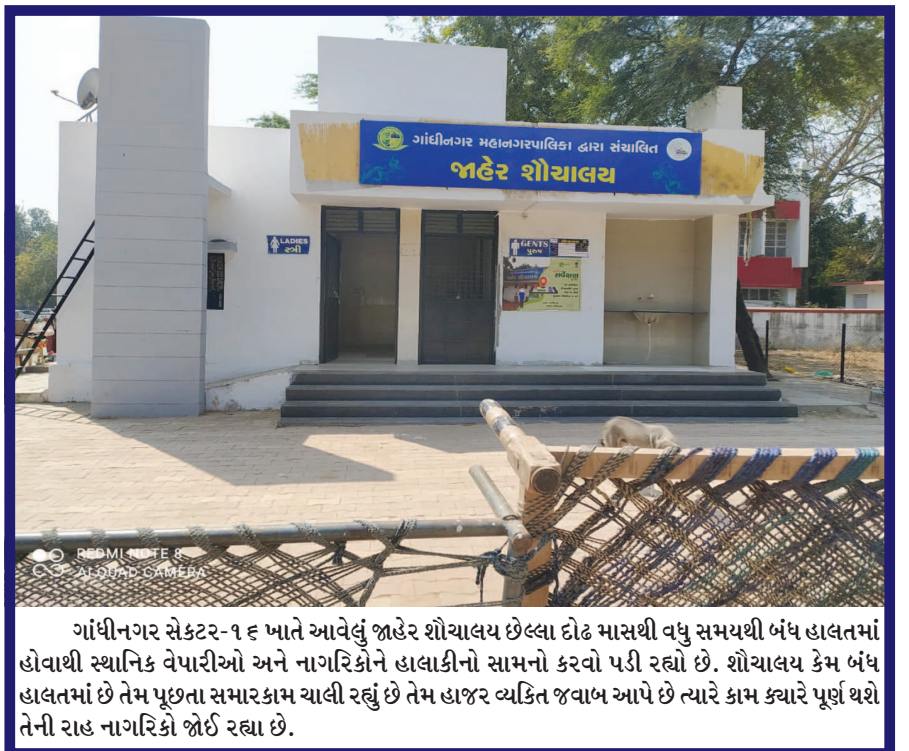 ગાંધીનગર મહાનગરપાલિકા દ્વારા સંચાલિત
જાહેર શૌચાલય
LADIES
સ્ત્રી
GENTS
પુરુષ
REDMI NOTE 8
AI QUAD CAMERA
ગાંધીનગર સેક્ટર-૧૬ ખાતે આવેલું જાહેર શૌચાલય છેલ્લા દોઢ માસથી વધુ સમયથી બંધ હાલતમાં
હોવાથી સ્થાનિક વેપારીઓ અને નાગરિકોને હાલાકીનો સામનો કરવો પડી રહ્યો છે. શૌચાલય કેમ બંધ
હાલતમાં છે તેમ પૂછતા સમારકામ ચાલી રહ્યું છે તેમ હાજર વ્યકિત જવાબ આપે છે ત્યારે કામ ક્યારે પૂર્ણ થશે
તેની રાહ નાગરિકો જોઈ રહ્યા છે.